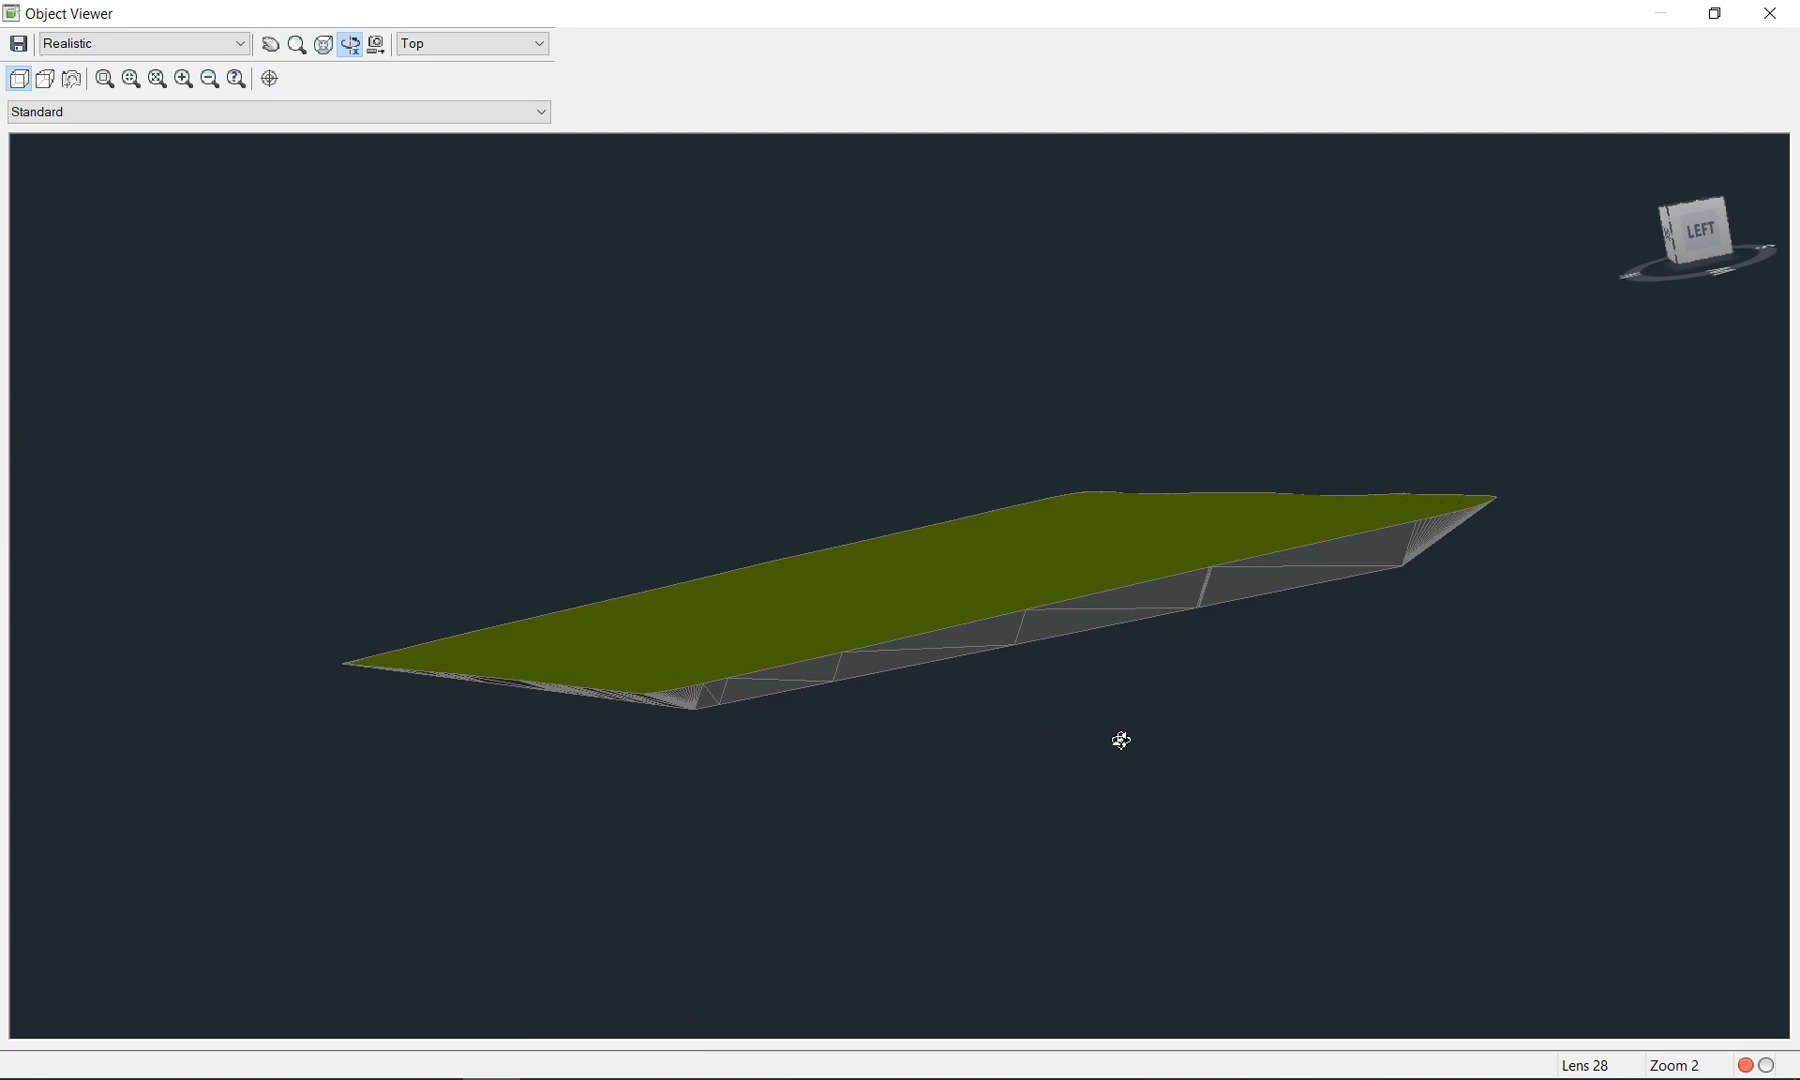 Object Viewer
Realistic
Top
Standard
LEFT
Lens 28
Zoom 2